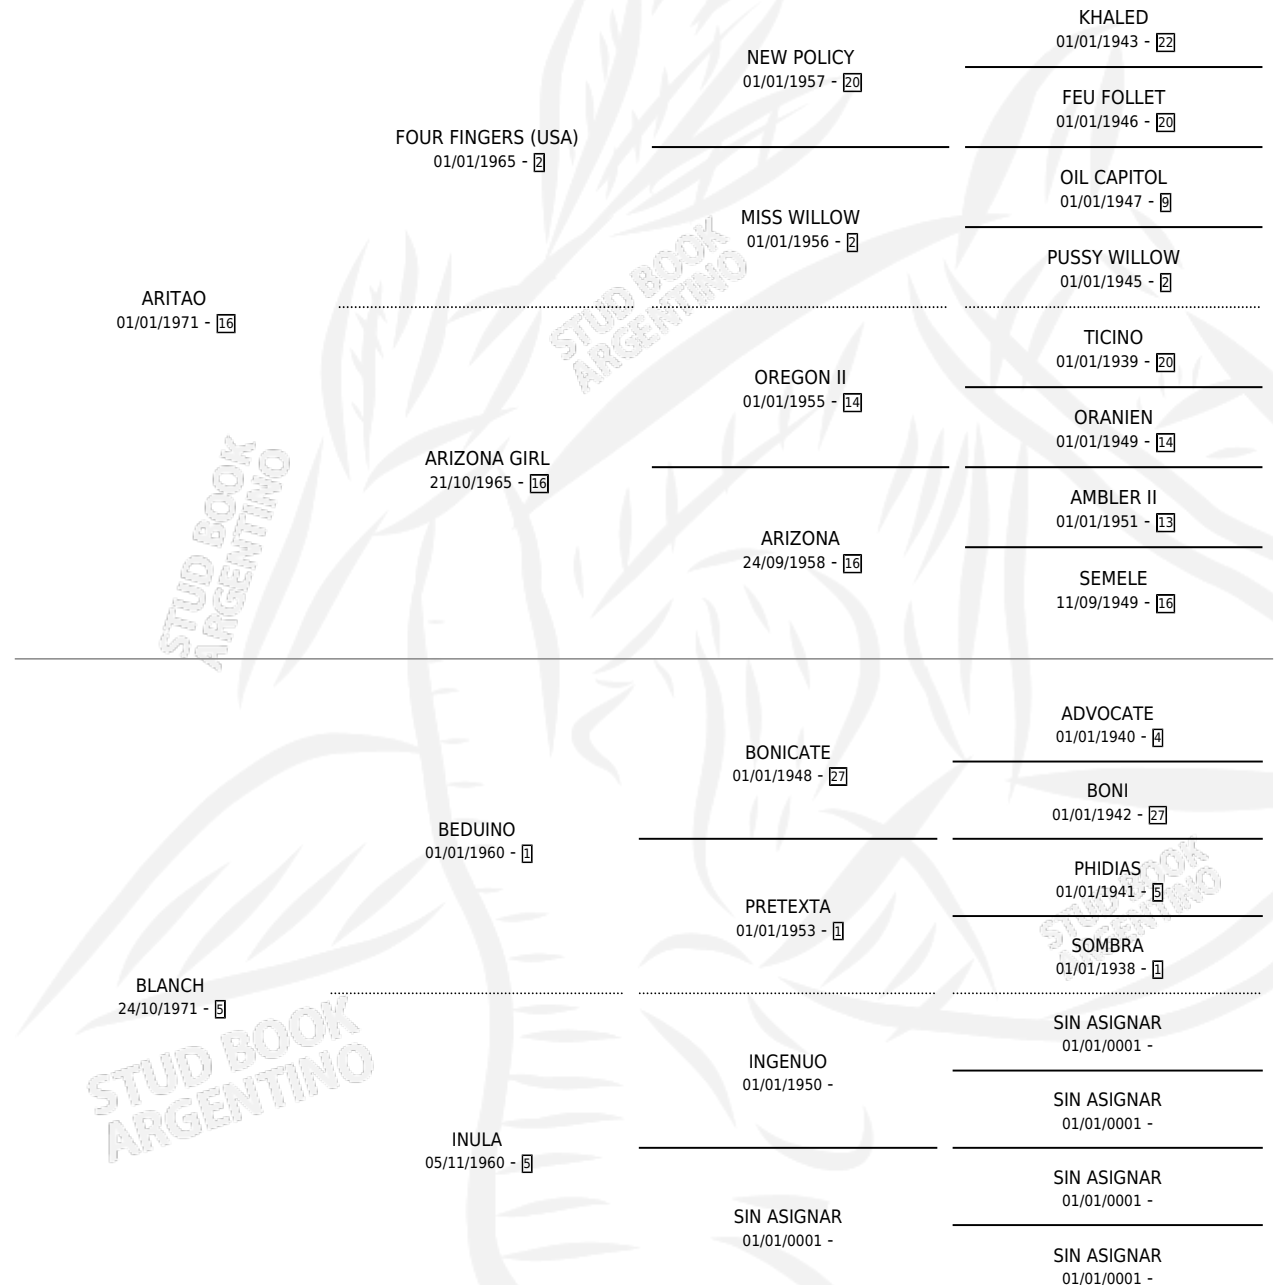 KHALED
01/01/1943 - 22
NEW POLICY
01/01/1957 - 20
FEU FOLLET
01/01/1946 - 20
FOUR FINGERS (USA)
01/01/1965 - 2
OIL CAPITOL
01/01/1947 - 9
MISS WILLOW
01/01/1956 - 2
PUSSY WILLOW
01/01/1945 - 2
ARITAO
01/01/1971 - 16
STUD BOOK
ARGENTINO
TICINO
01/01/1939 - 20
OREGON II
01/01/1955 - 14
ORANIEN
01/01/1949 - 14
ARIZONA GIRL
21/10/1965 - 16
AMBLER II
01/01/1951 - 13
ARIZONA
24/09/1958 - 16
SEMELE
11/09/1949 - 16
STUD BOOK
ARGENTINO
ADVOCATE
01/01/1940 - 4
BONICATE
01/01/1948 - 27
BONI
01/01/1942 - 27
BEDUINO
01/01/1960 - 1
PHIDIAS
01/01/1941 - 5
PRETEXTA
01/01/1953 - 1
SOMBRA
01/01/1938 - 1
STUD BOOK
ARGENTINO
BLANCH
24/10/1971 - 5
SIN ASIGNAR
01/01/0001 -
INGENUO
01/01/1950 -
SIN ASIGNAR
01/01/0001 -
STUD BOOK
ARGENTINO
INULA
05/11/1960 - 5
SIN ASIGNAR
01/01/0001 -
SIN ASIGNAR
01/01/0001 -
SIN ASIGNAR
01/01/0001 -